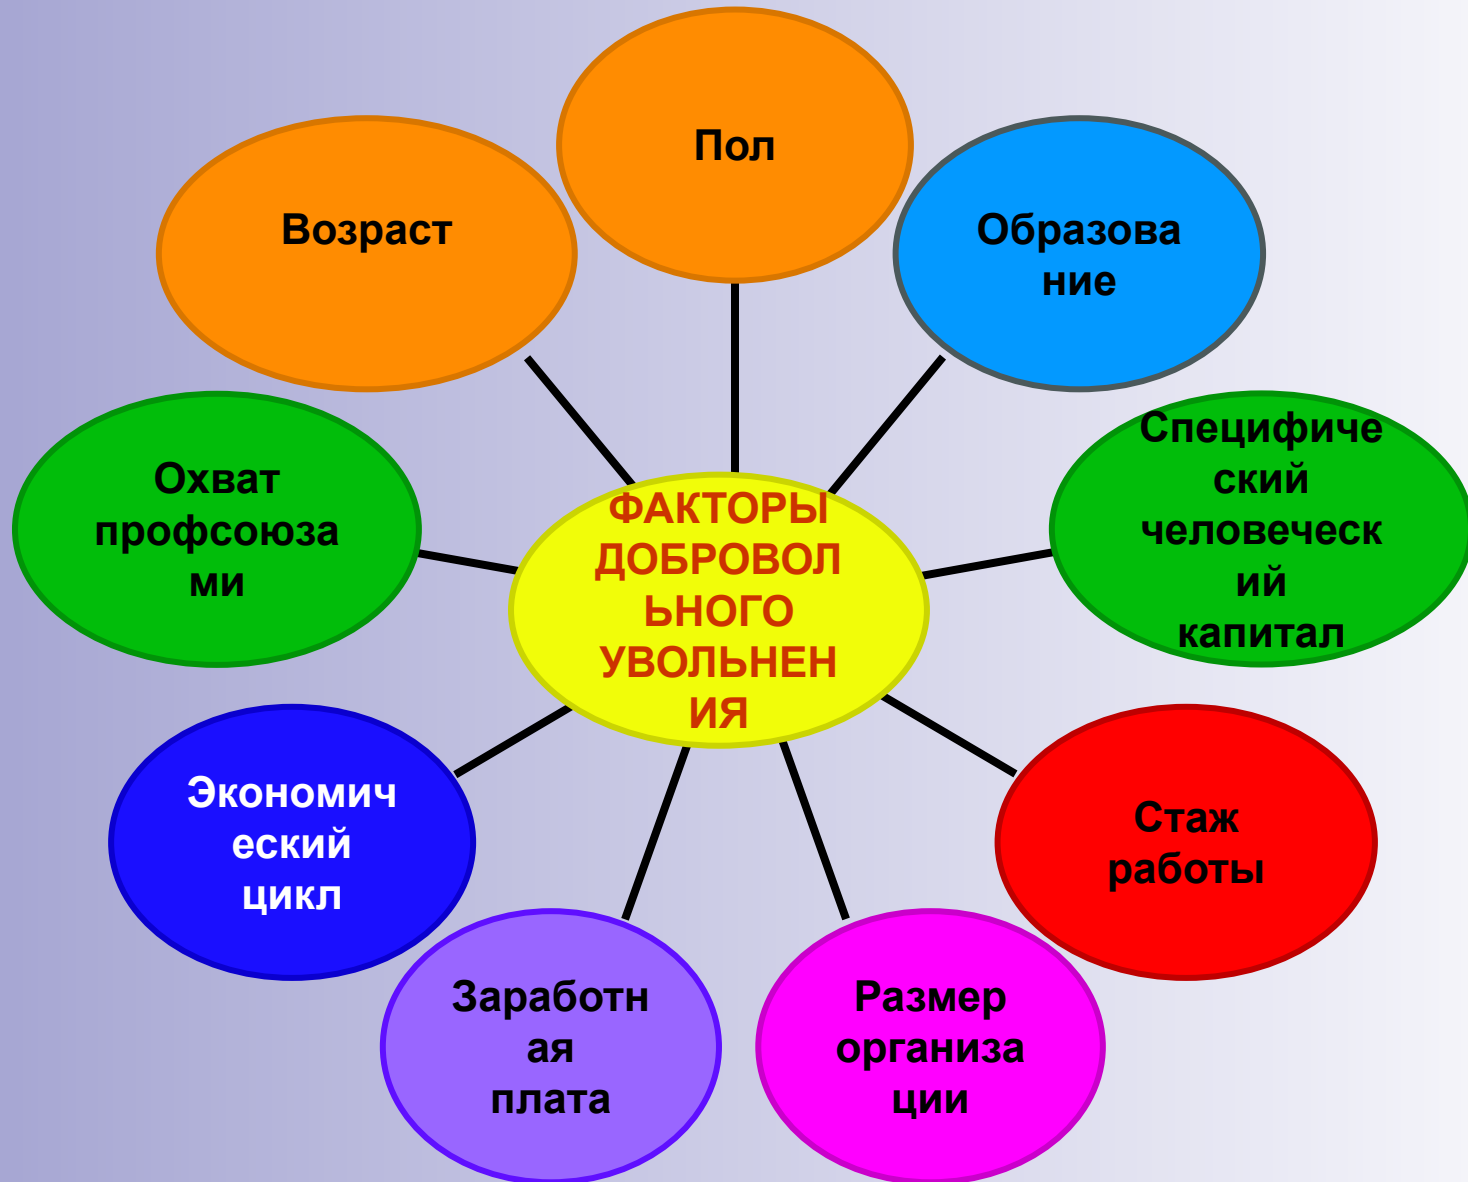 Пол
Возраст
Образова
ние
Охват
профсоюза
ми
Специфиче
ский
человеческ
ий
капитал
ФАКТОРЫ
ДОБРОВОЛ
ЬНОГО
УВОЛЬНЕН
ИЯ
Экономич
еский
цикл
Стаж
работы
Заработн
ая
плата
Размер
организа
ции